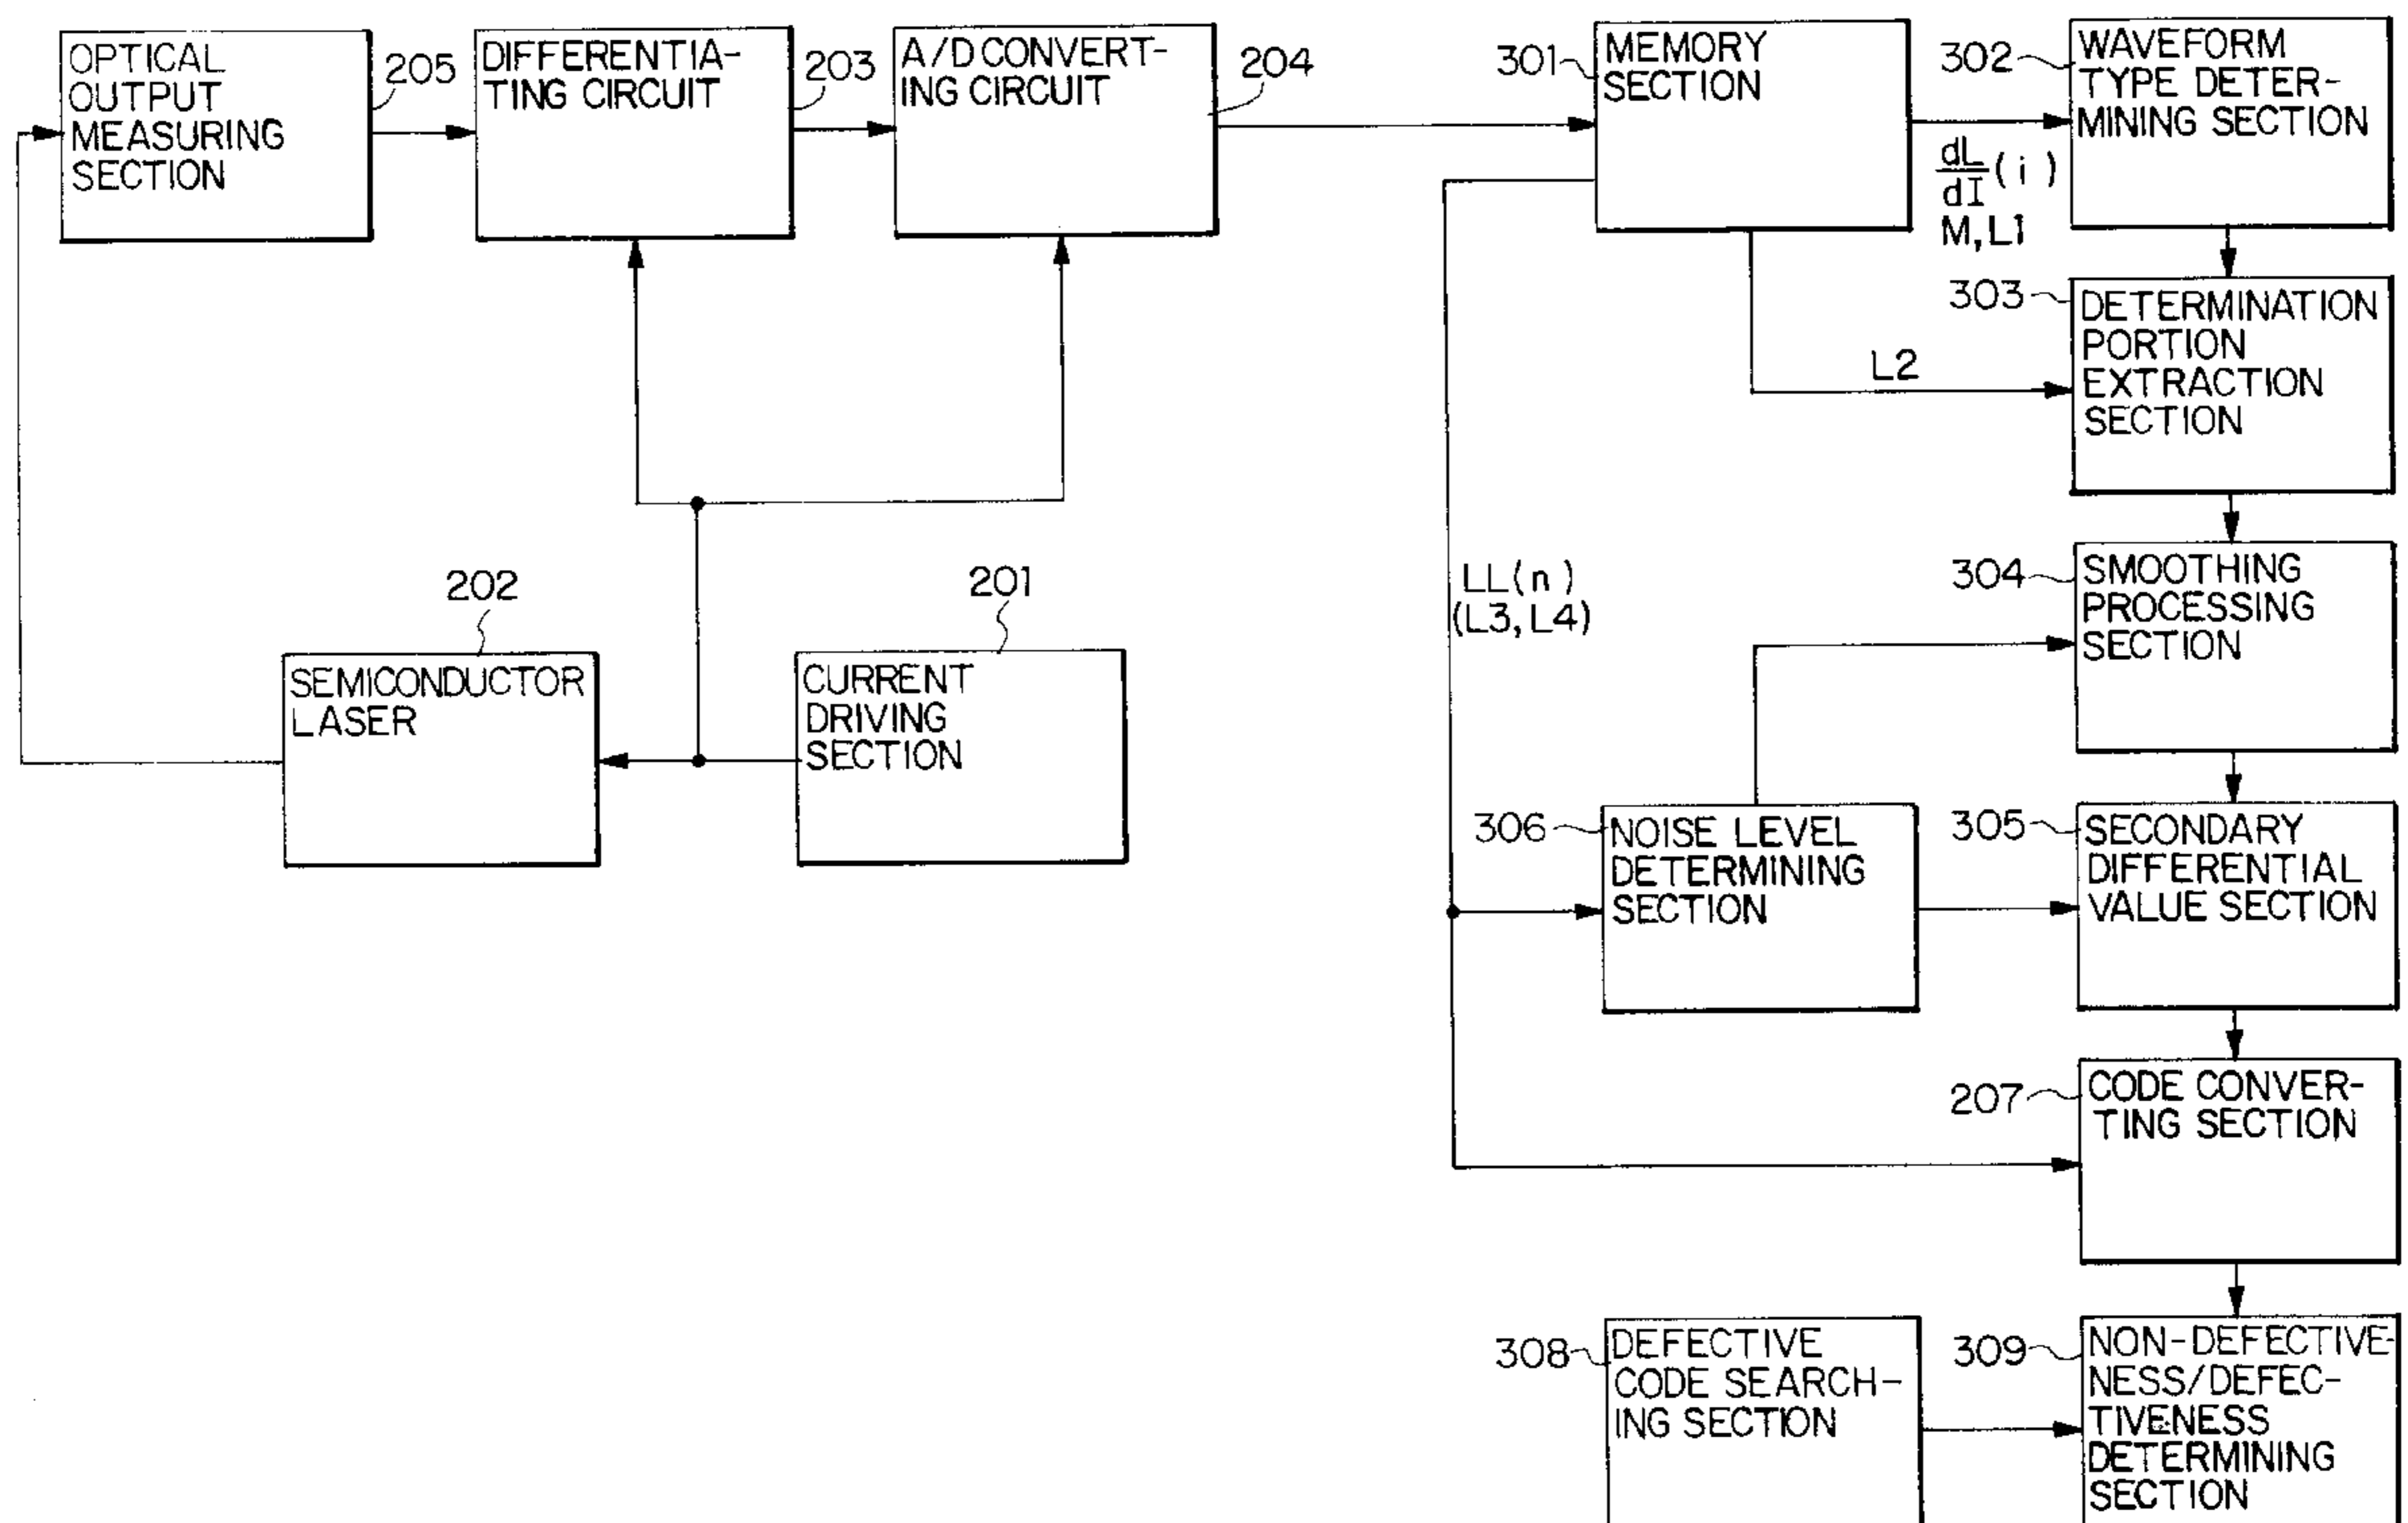 OPTICAL
OUTPUT
MEASURING
SECTION
205
DIFFERENTIA-
TING CIRCUIT
203
A/D CONVERT-
ING CIRCUIT
204
301
MEMORY
SECTION
302
WAVEFORM
TYPE DETER-
MINING SECTION
dL
dI
(i)
M, L1
303
DETERMINATION
PORTION
EXTRACTION
SECTION
L2
304
SMOOTHING
PROCESSING
SECTION
LL(n)
(L3, L4)
202
SEMICONDUCTOR
LASER
201
CURRENT
DRIVING
SECTION
306
NOISE LEVEL
DETERMINING
SECTION
305
SECONDARY
DIFFERENTIAL
VALUE SECTION
207
CODE CONVER-
TING SECTION
308
DEFECTIVE
CODE SEARCH-
ING SECTION
309
NON-DEFECTIVE-
NESS/DEFEC-
TIVENESS
DETERMINING
SECTION